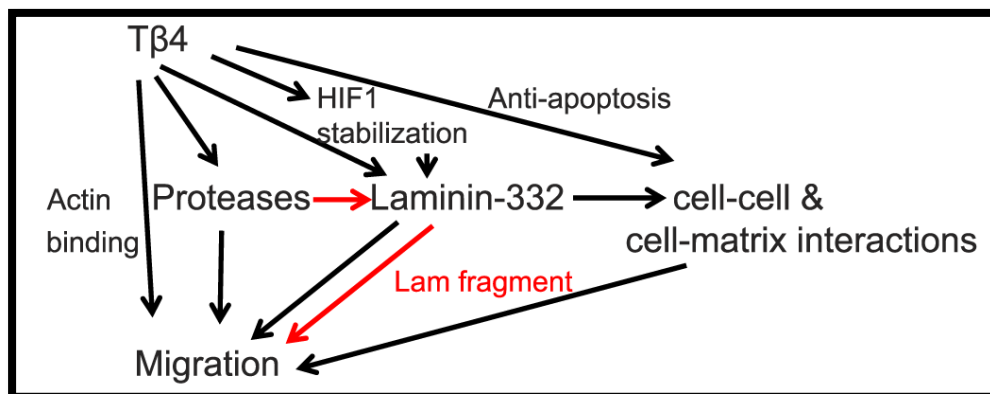 Tβ4
HIF1
stabilization
Anti-apoptosis
Actin
binding
Proteases
Laminin-332
cell-cell &
cell-matrix interactions
Lam fragment
Migration